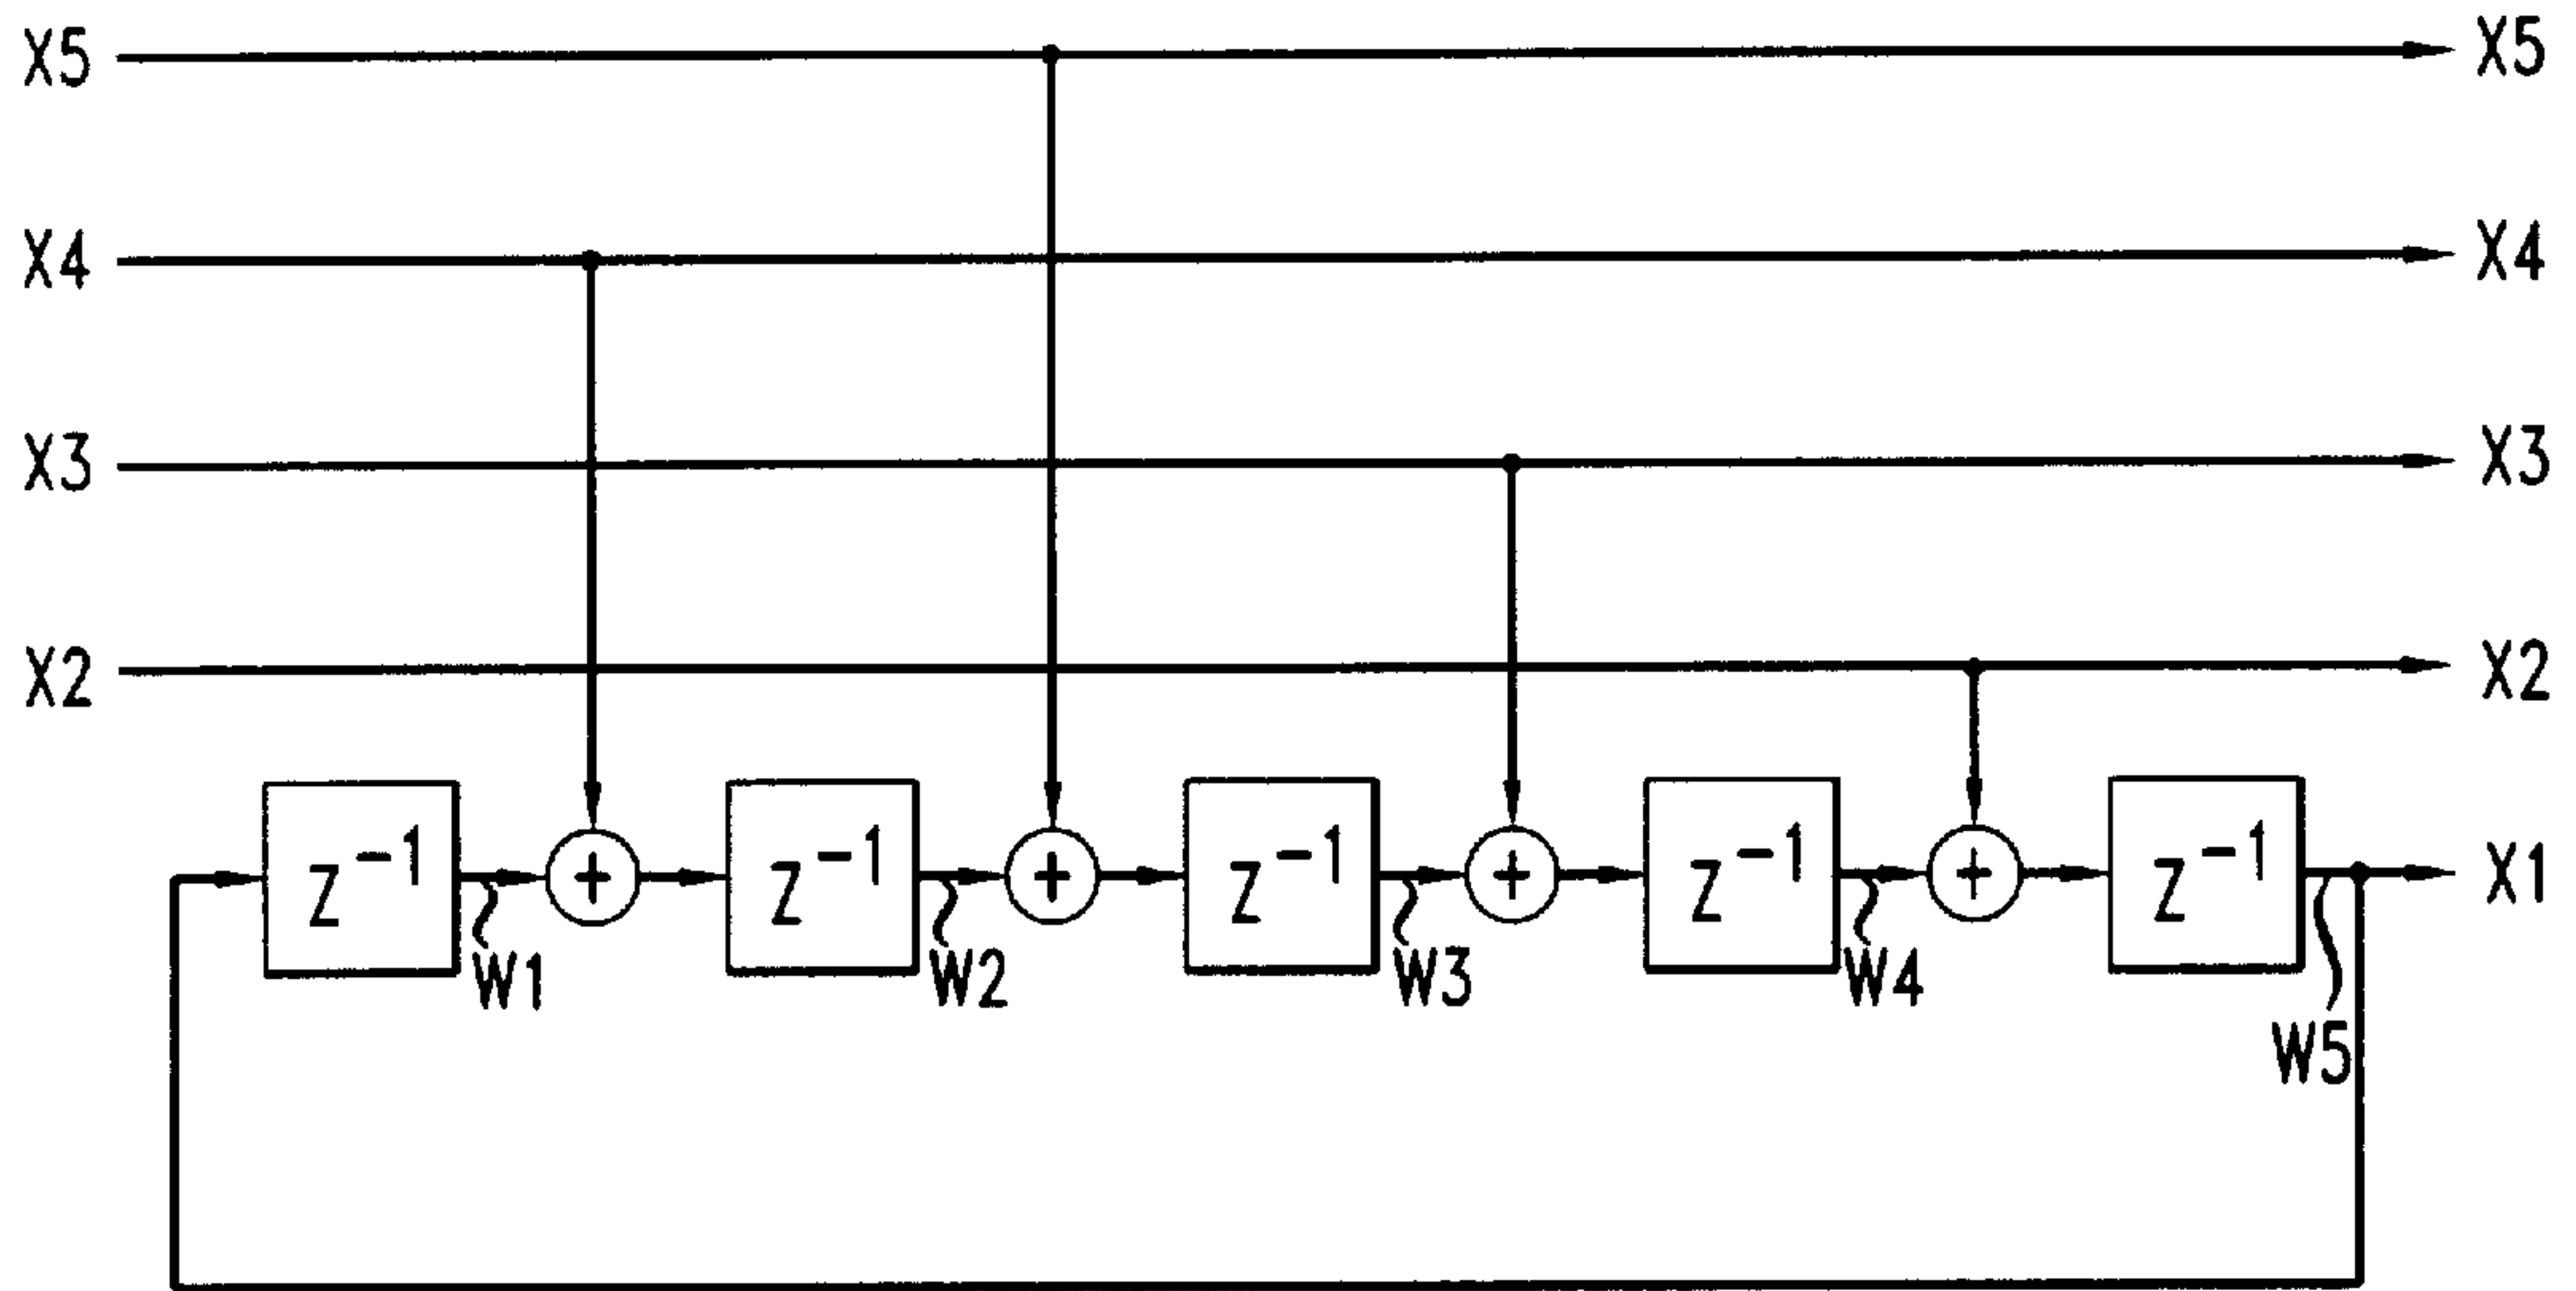 X5 X5
X4 X4
X3 X3
X2 X2
z⁻¹ + z⁻¹ + z⁻¹ + z⁻¹ + z⁻¹ X1
W1 W2 W3 W4
W5